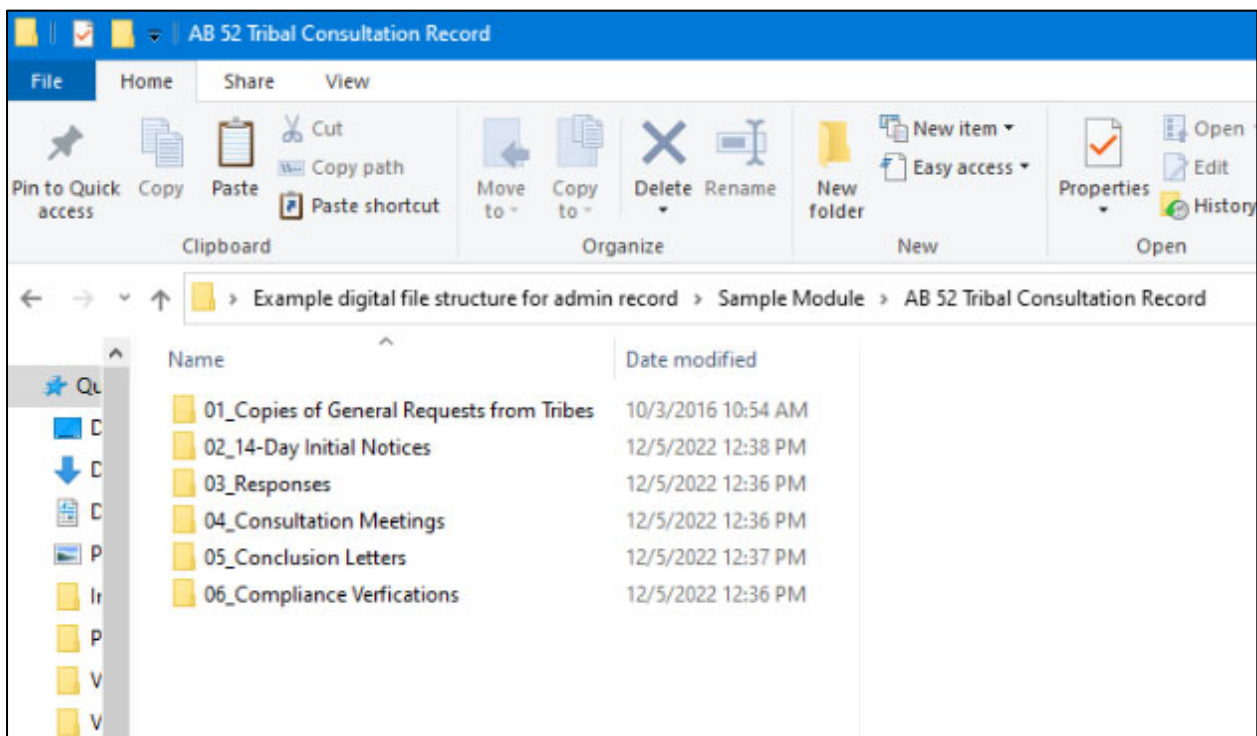 AB 52 Tribal Consultation Record
File Home Share View
Pin to Quick access
Copy
Paste
Cut
Copy path
Paste shortcut
Clipboard
Move to
Copy to
Delete
Rename
Organize
New folder
New item
Easy access
New
Properties
Open
Edit
History
Open
Example digital file structure for admin record > Sample Module > AB 52 Tribal Consultation Record
Name Date modified
01_Copies of General Requests from Tribes 10/3/2016 10:54 AM
02_14-Day Initial Notices 12/5/2022 12:38 PM
03_Responses 12/5/2022 12:36 PM
04_Consultation Meetings 12/5/2022 12:36 PM
05_Conclusion Letters 12/5/2022 12:37 PM
06_Compliance Verfications 12/5/2022 12:36 PM